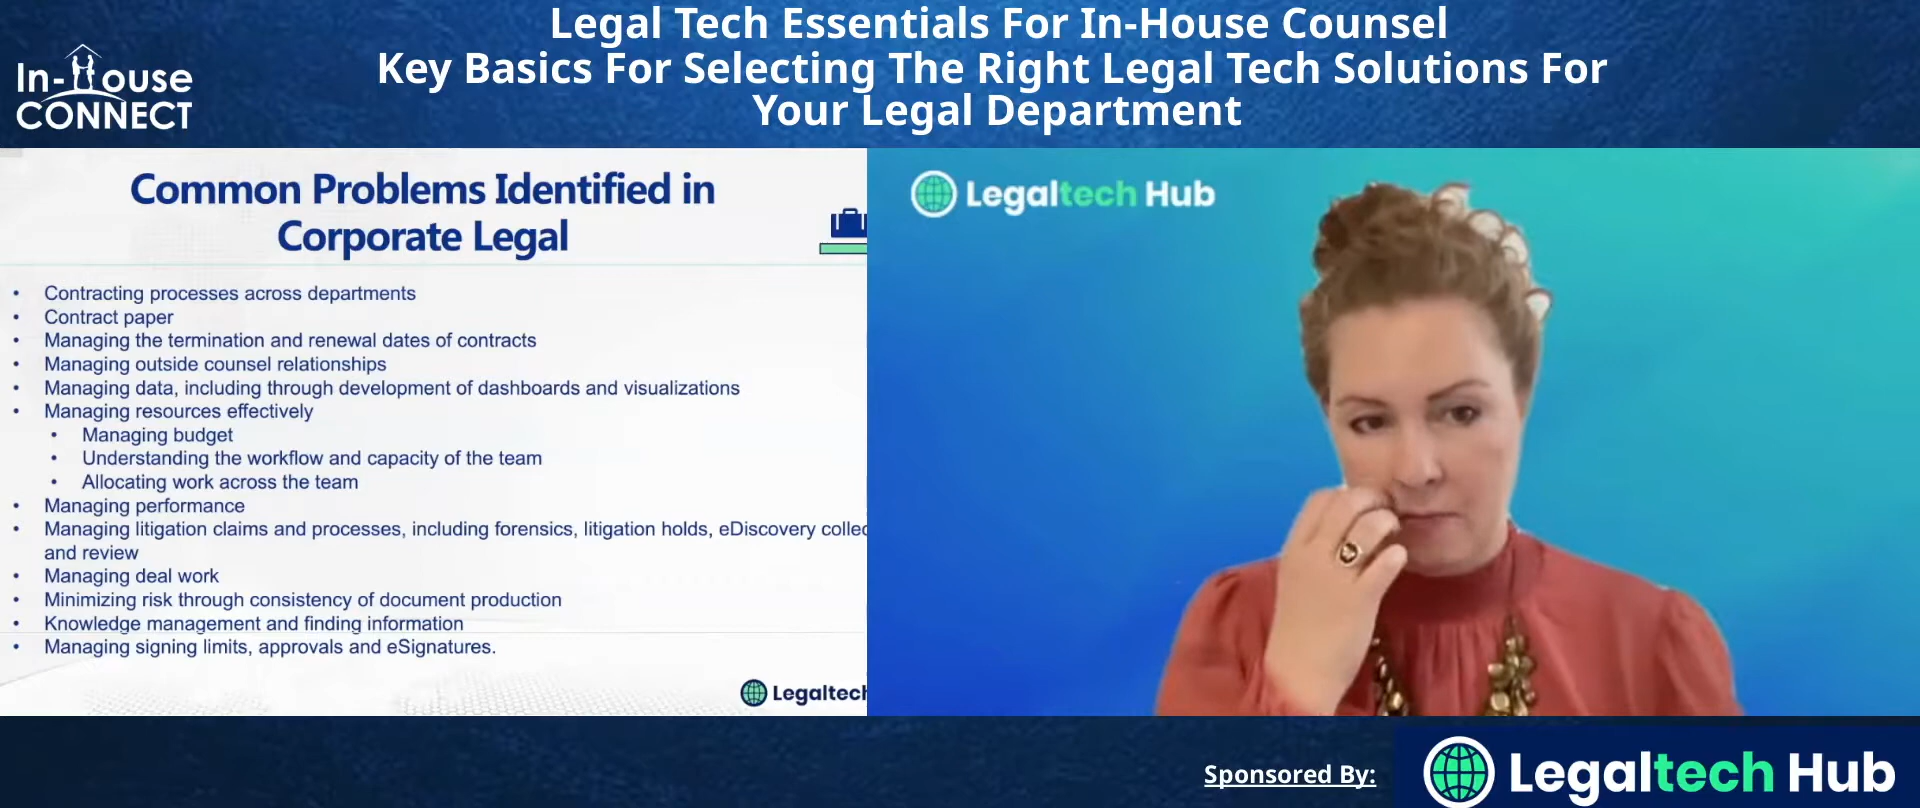 Legal Tech Essentials For In-House Counsel
Key Basics For Selecting The Right Legal Tech Solutions For
Your Legal Department
In-House
CONNECT
Common Problems Identified in
Corporate Legal
• Contracting processes across departments
• Contract paper
• Managing the termination and renewal dates of contracts
• Managing outside counsel relationships
• Managing data, including through development of dashboards and visualizations
• Managing resources effectively
• Managing budget
• Understanding the workflow and capacity of the team
• Allocating work across the team
• Managing performance
• Managing litigation claims and processes, including forensics, litigation holds, eDiscovery collec
and review
• Managing deal work
• Minimizing risk through consistency of document production
• Knowledge management and finding information
• Managing signing limits, approvals and eSignatures.
Legaltech
Legaltech Hub
Sponsored By:
Legaltech Hub